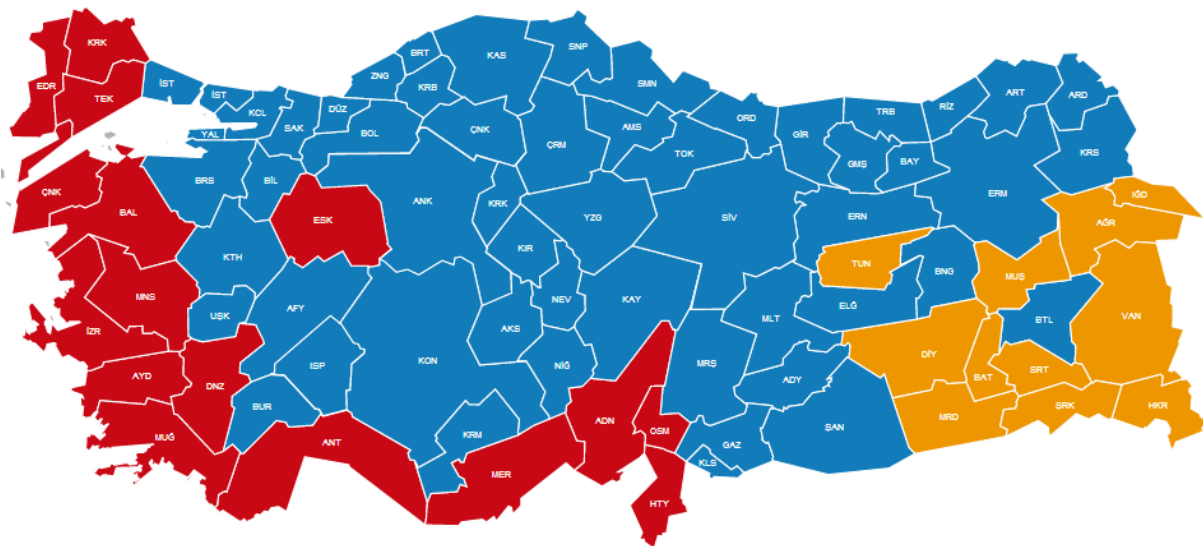 KRK
EDR
TEK
İST
İST
KCL
YAL
SAK
DÜZ
BOL
ZNG
BRT
KRB
KAS
SNP
SMN
ÇNK
ÇRM
AMS
TOK
ORD
GİR
TRB
GMŞ
BAY
RİZ
ART
ARD
KRS
ERM
IĞD
AĞR
ÇNK
BAL
BRS
BİL
ESK
ANK
KRK
KIR
YZG
SİV
ERN
TUN
BNG
MUŞ
VAN
BTL
MNS
İZR
KTH
UŞK
AFY
NEV
KAY
AKS
MLT
ELĞ
DİY
BAT
SRT
ŞRK
HKR
MRD
AYD
DNZ
ISP
KON
NİĞ
MRŞ
ADY
ŞAN
MUĞ
BUR
ANT
KRM
MER
ADN
OSM
GAZ
KLS
HTY